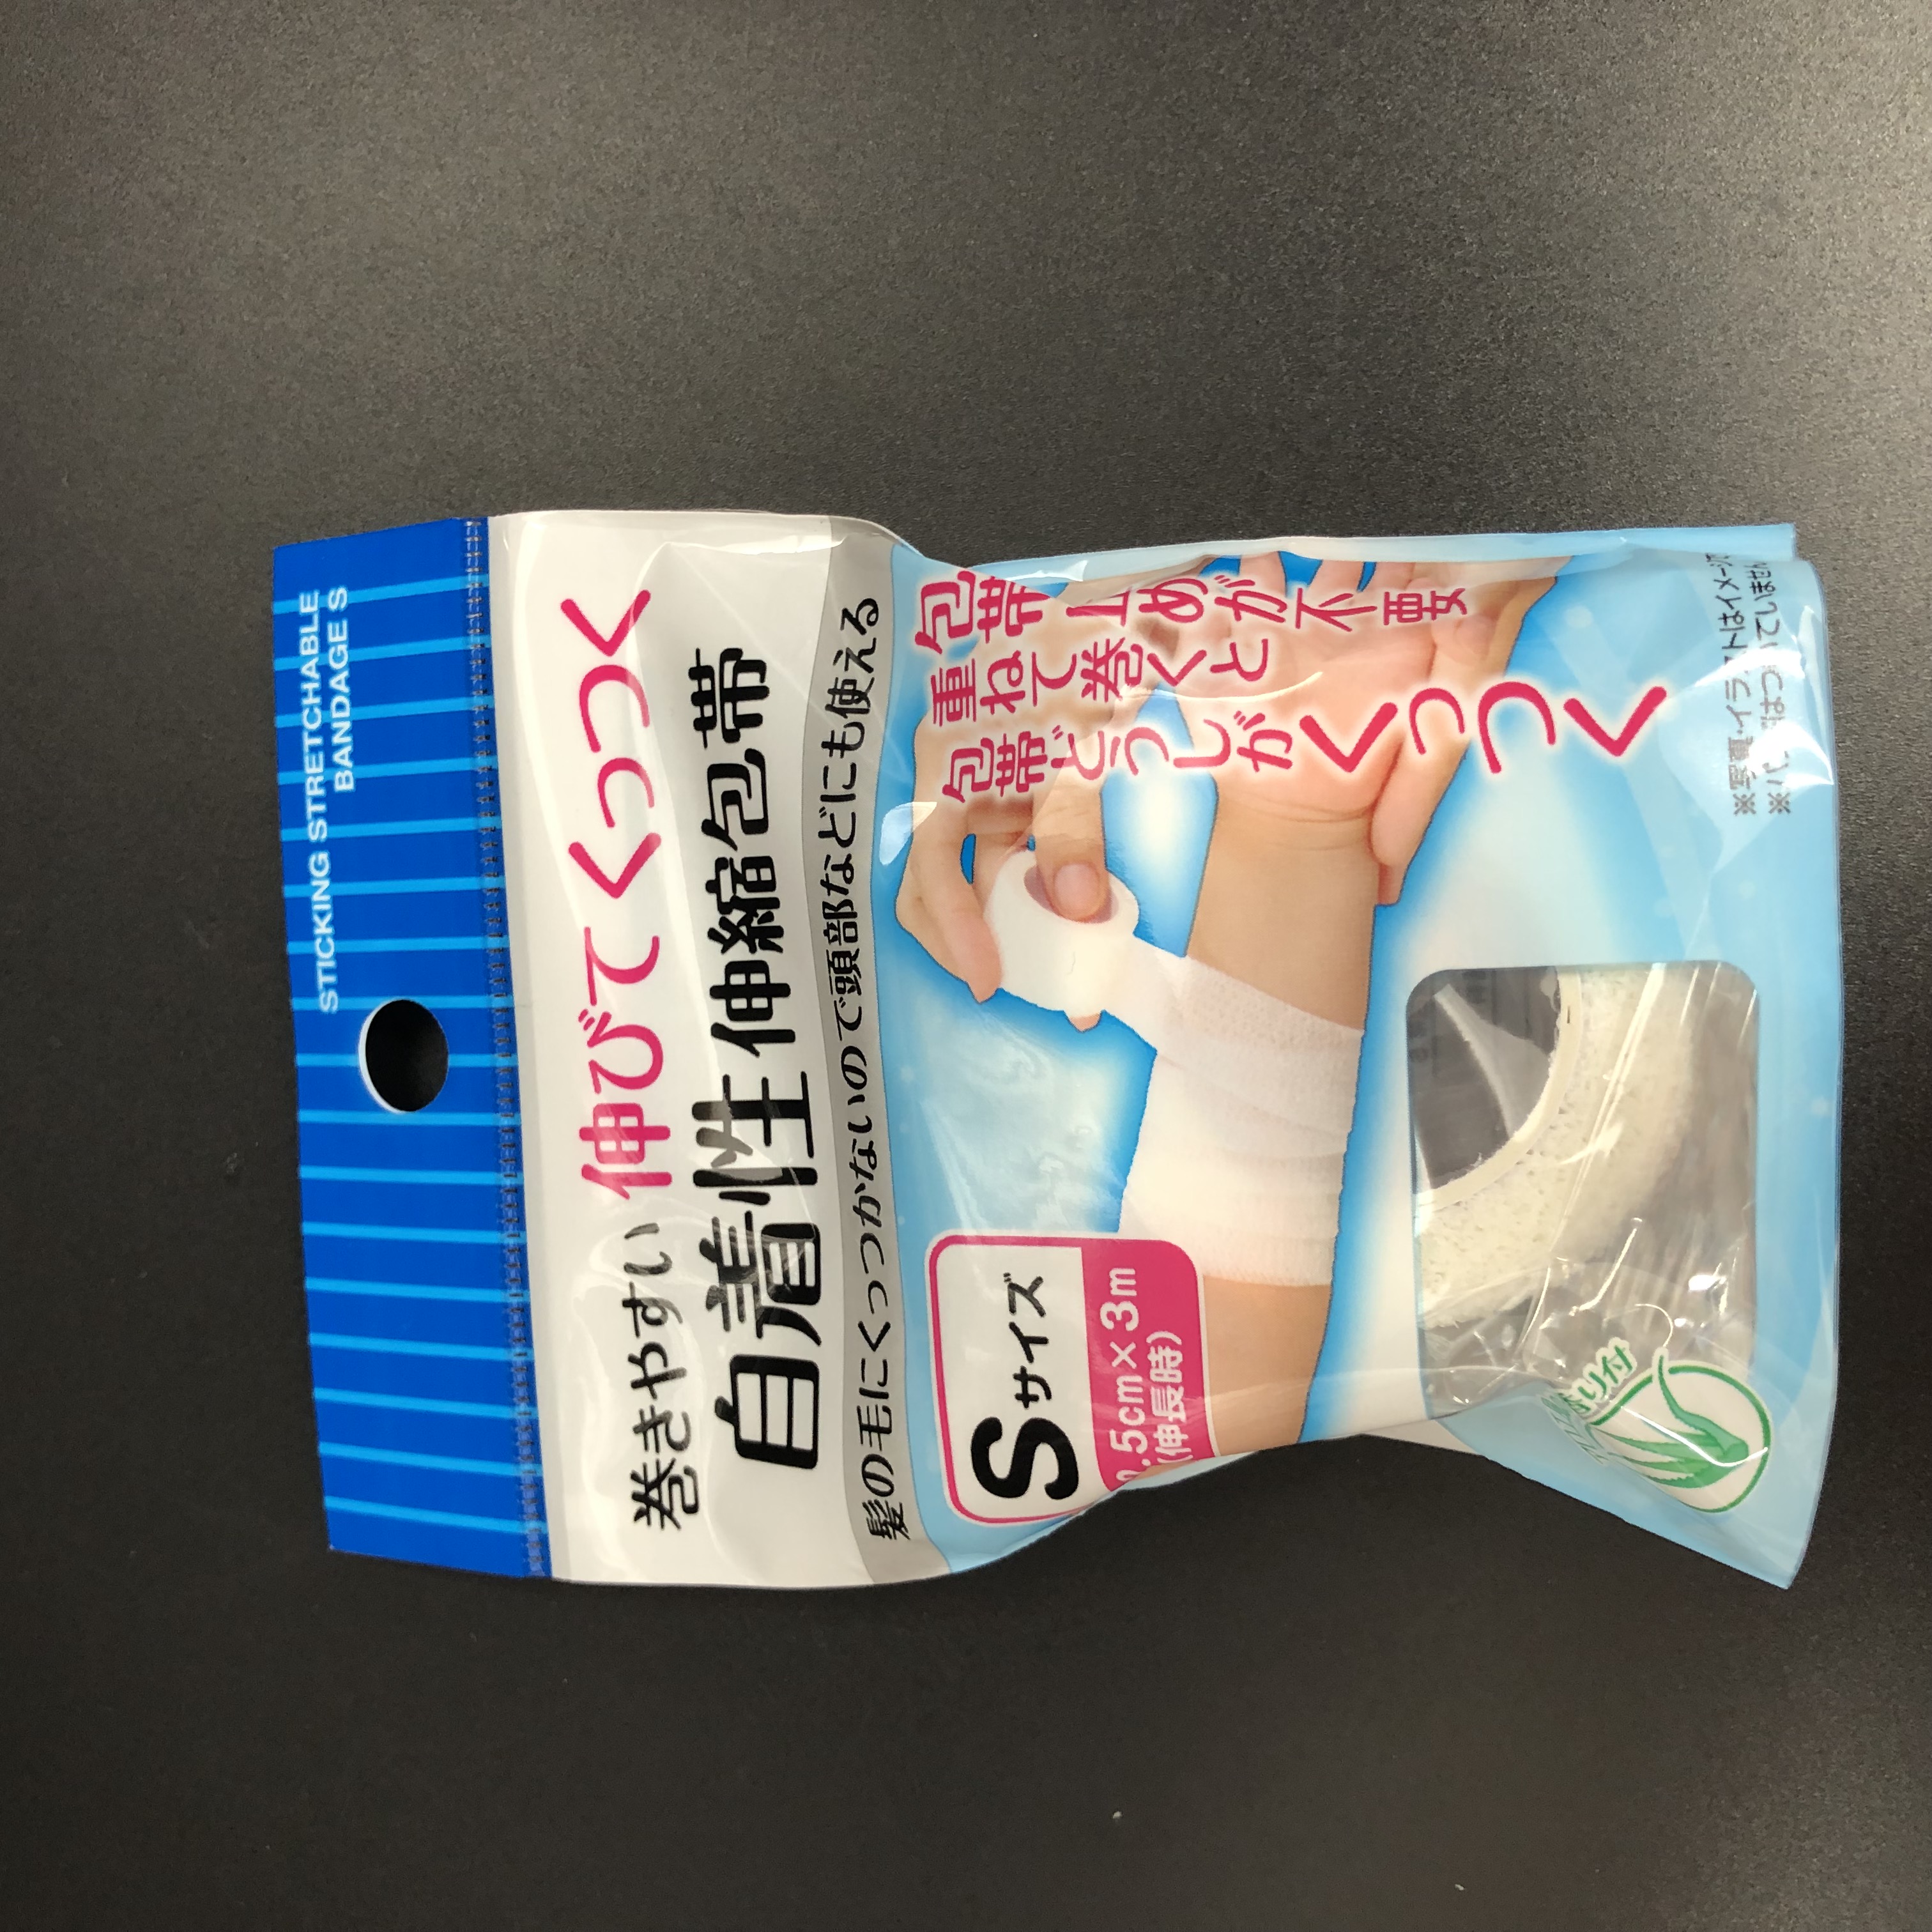 STICKING STRETCHABLE
BANDAGE S
巻きやすい 伸びてくっつく
自着性伸縮包帯
髪の毛にくっつかないので頭部などにも使える
包帯止めが不要
重ねて巻くと
包帯どうしがくっつく
Sサイズ
.5cm×3m
(伸長時)
※写真・イラストはイメージ